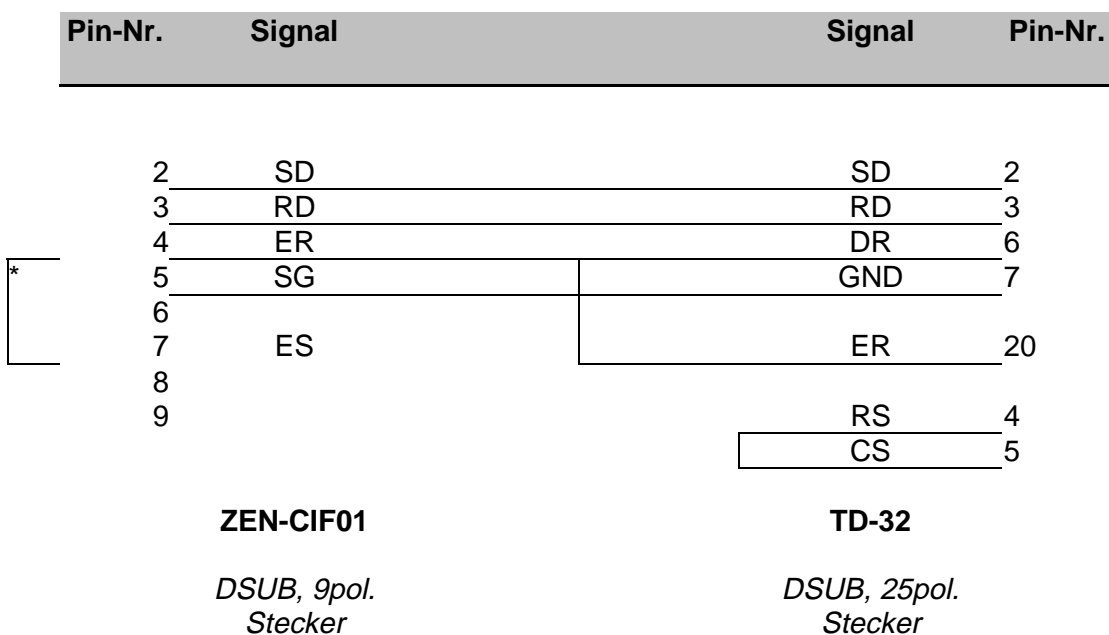 Pin-Nr. Signal Signal Pin-Nr.
2 SD SD 2
3 RD RD 3
4 ER DR 6
* 5 SG GND 7
6
7 ES ER 20
8
9 RS 4
CS 5
ZEN-CIF01 TD-32
DSUB, 9pol. DSUB, 25pol.
Stecker Stecker